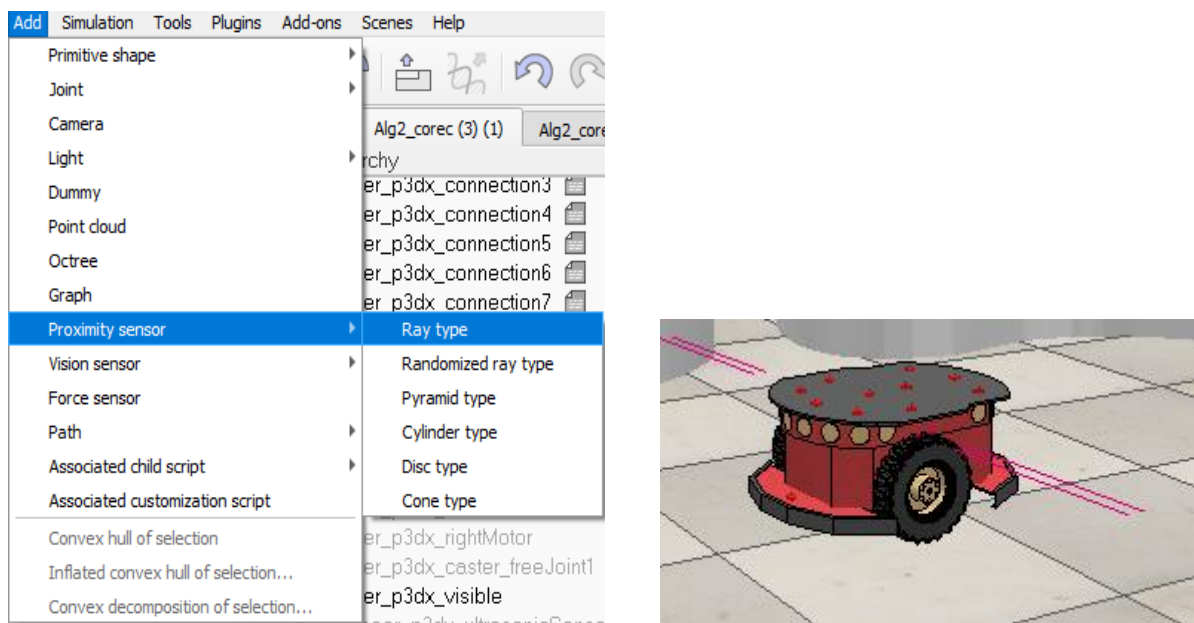 Add Simulation Tools Plugins Add-ons Scenes Help
Primitive shape
Joint
Camera
Light
Dummy
Point cloud
Octree
Graph
Proximity sensor
Vision sensor
Force sensor
Path
Associated child script
Associated customization script
Convex hull of selection
Inflated convex hull of selection...
Convex decomposition of selection...
Ray type
Randomized ray type
Pyramid type
Cylinder type
Disc type
Cone type
Alg2_corec (3) (1) Alg2_core
rchy
er_p3dx_connection3
er_p3dx_connection4
er_p3dx_connection5
er_p3dx_connection6
er_p3dx_connection7
er_p3dx_rightMotor
er_p3dx_caster_freeJoint1
er_p3dx_visible